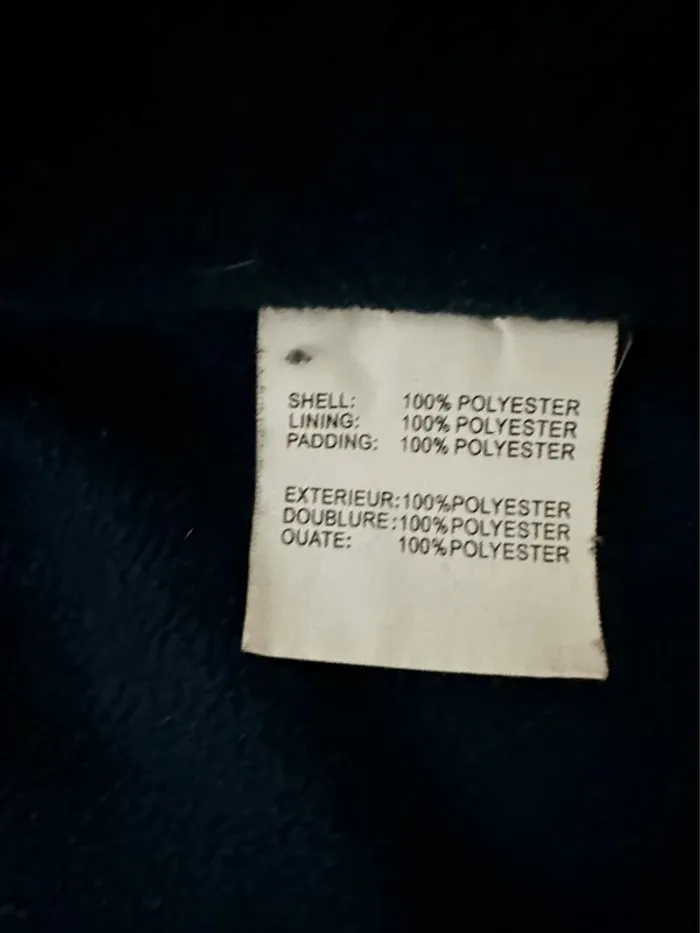 SHELL: 100% POLYESTER
LINING: 100% POLYESTER
PADDING: 100% POLYESTER
EXTERIEUR:100%POLYESTER
DOUBLURE:100%POLYESTER
OUATE: 100%POLYESTER